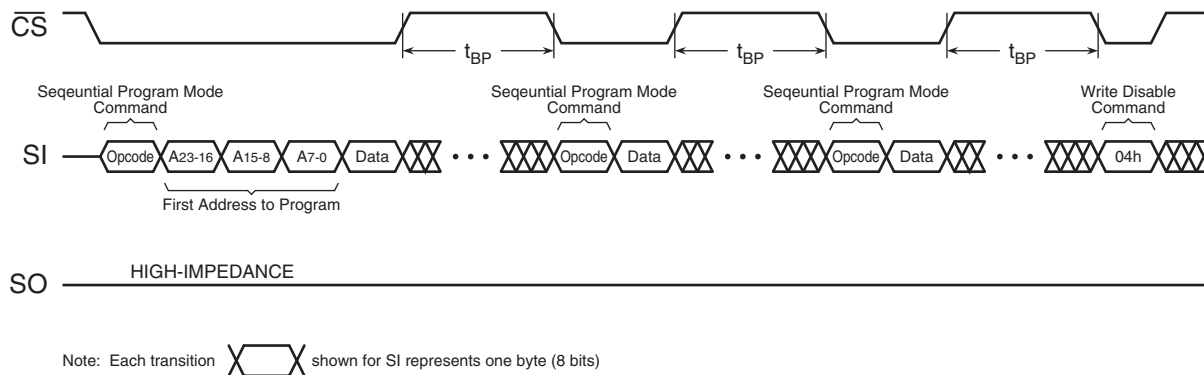 CS
tBP tBP tBP
Seqeuntial Program Mode Command
Seqeuntial Program Mode Command
Seqeuntial Program Mode Command
Write Disable Command
SI
Opcode A23-16 A15-8 A7-0 Data • • • Opcode Data • • • Opcode Data • • • 04h
First Address to Program
HIGH-IMPEDANCE
SO
Note: Each transition shown for SI represents one byte (8 bits)